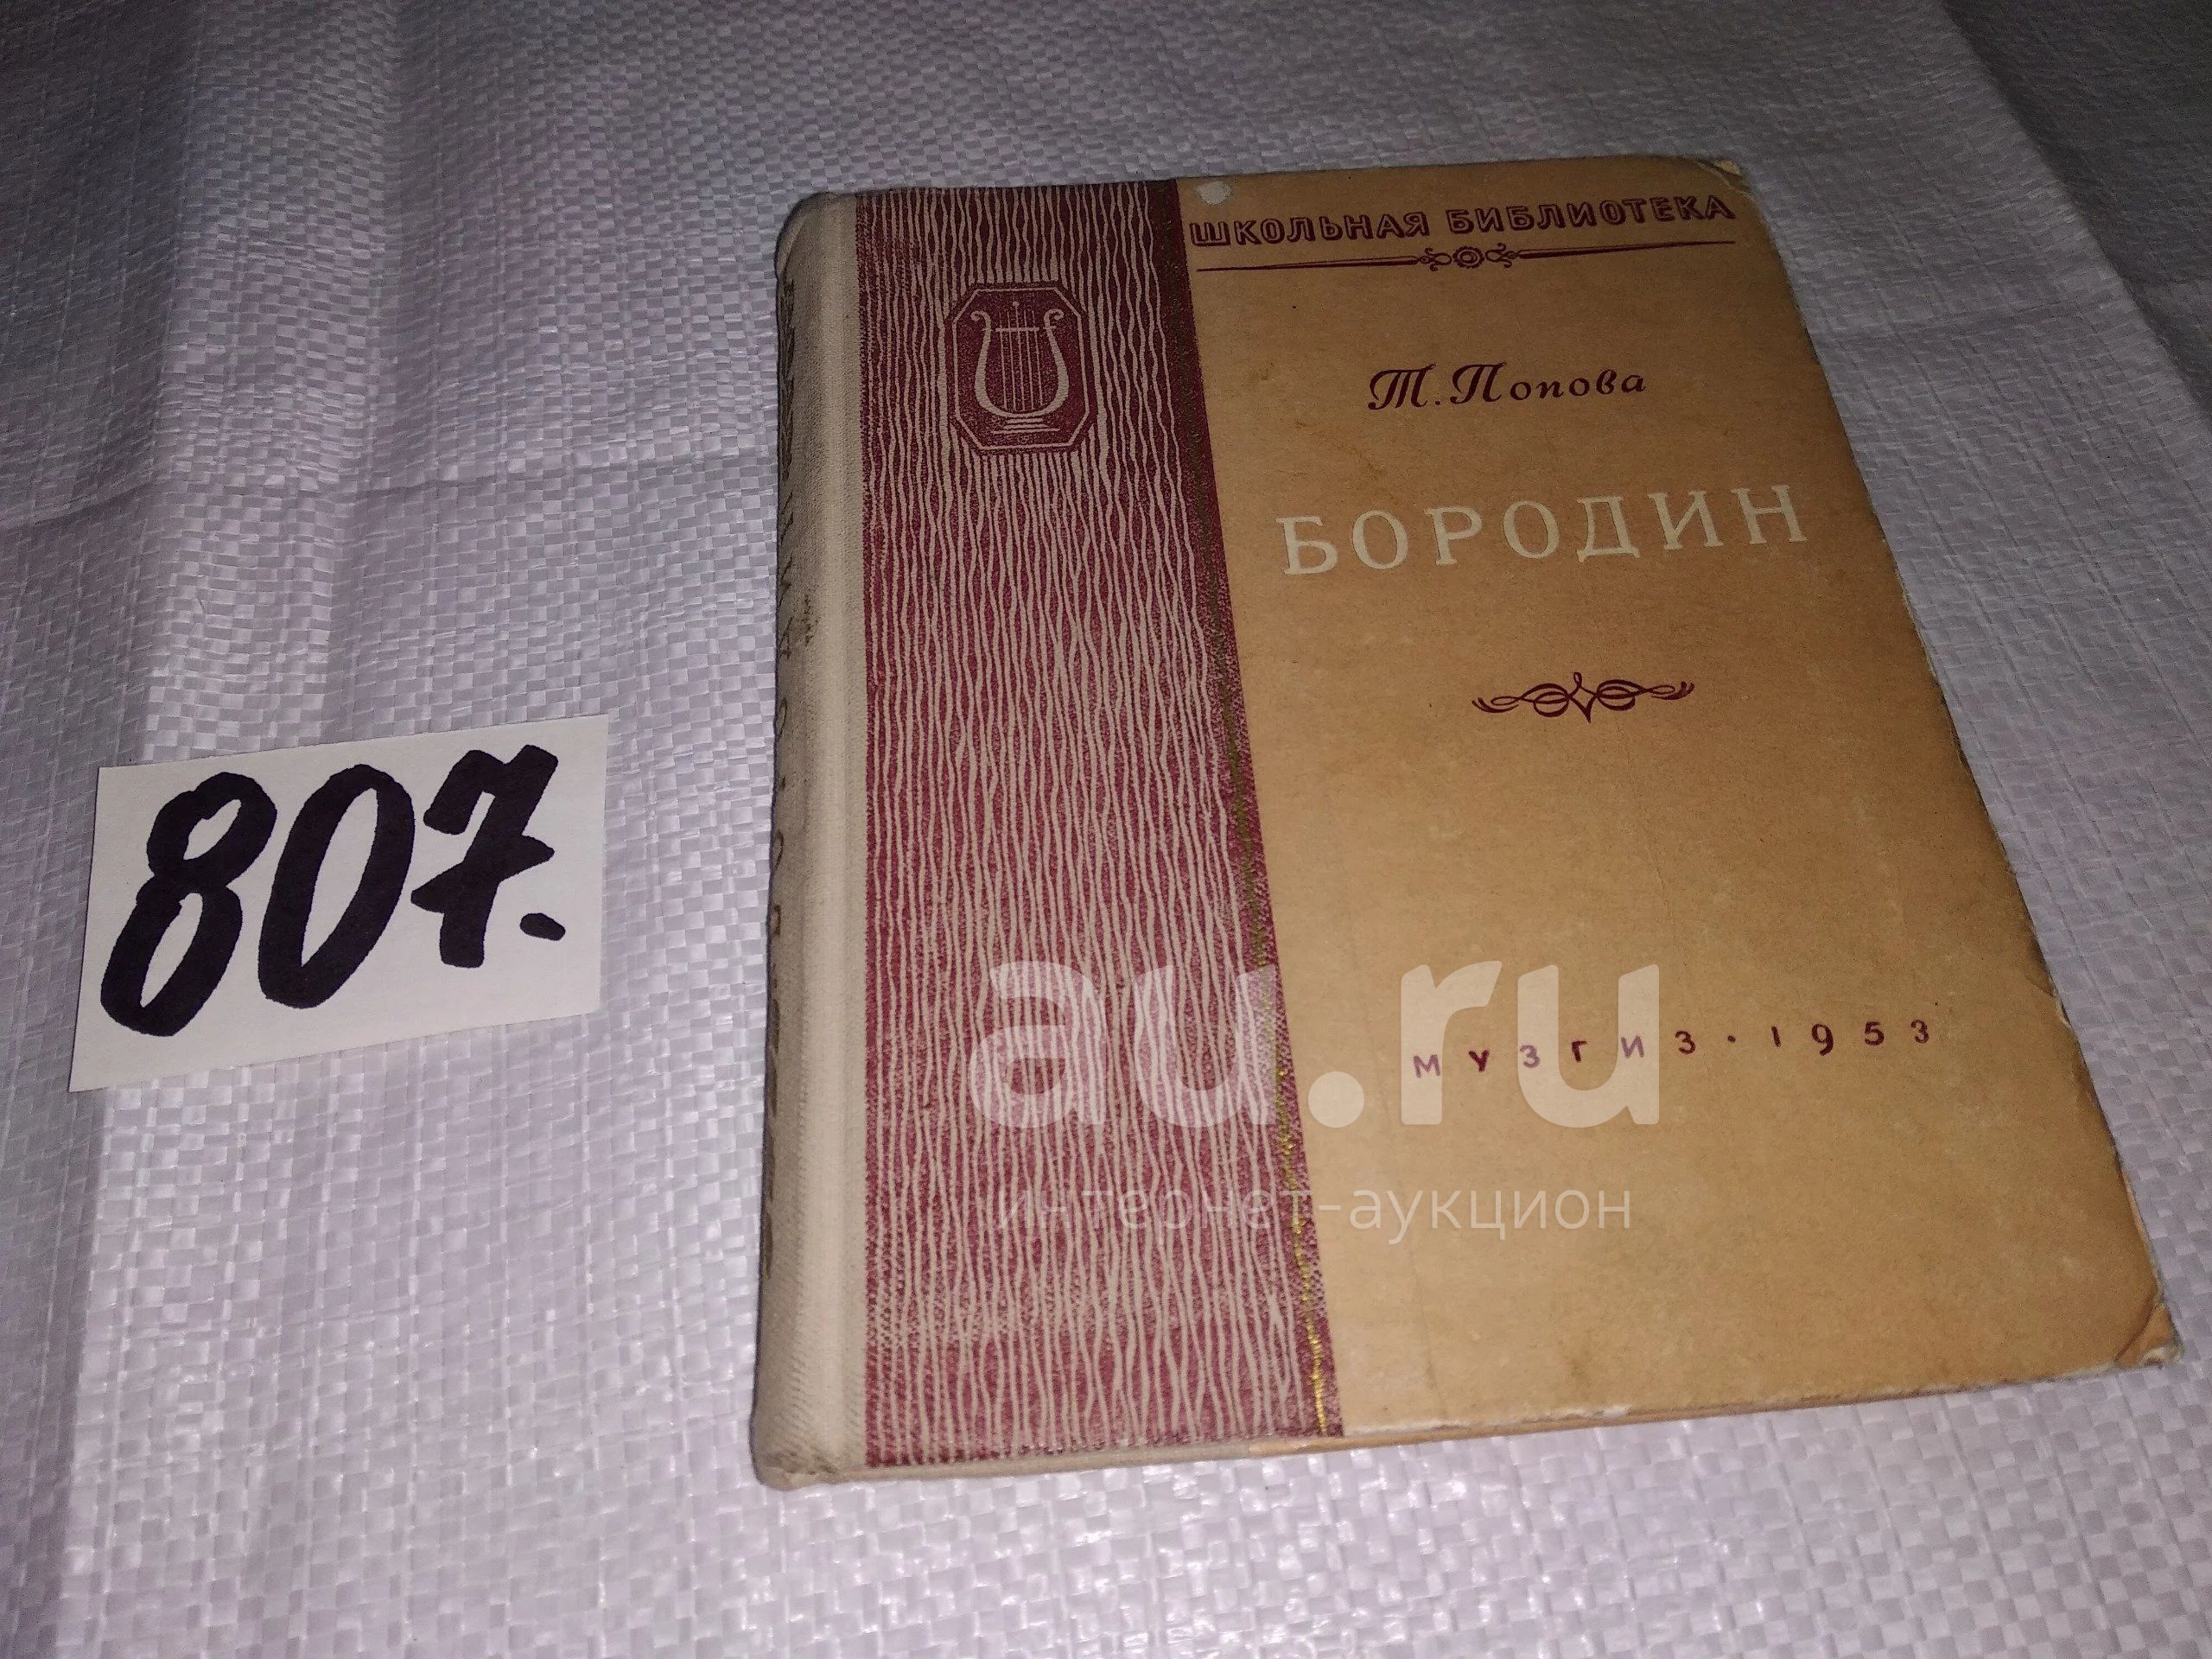 ШКОЛЬНАЯ БИБЛИОТЕКА
Т. Попова
БОРОДИН
МУЗГИЗ · 1953
807.
au.ru
интернет-аукцион